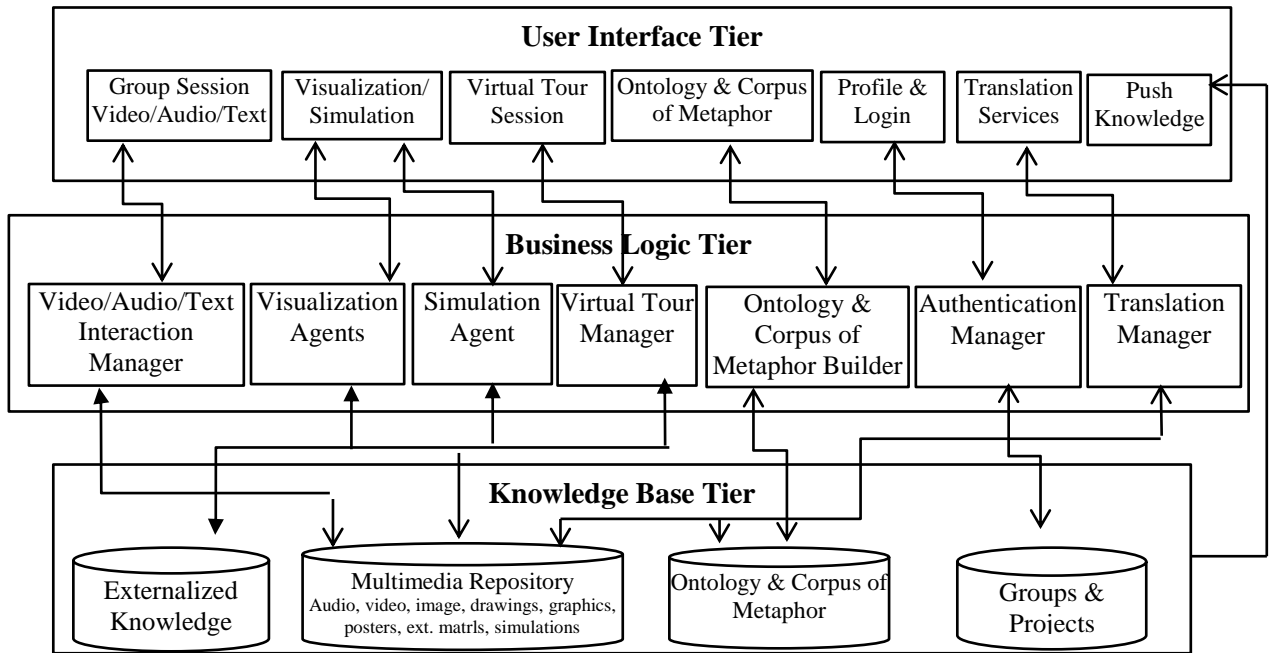 User Interface Tier
Group Session
Video/Audio/Text
Visualization/
Simulation
Virtual Tour
Session
Ontology & Corpus
of Metaphor
Profile &
Login
Translation
Services
Push
Knowledge
Business Logic Tier
Video/Audio/Text
Interaction
Manager
Visualization
Agents
Simulation
Agent
Virtual Tour
Manager
Ontology &
Corpus of
Metaphor Builder
Authentication
Manager
Translation
Manager
Knowledge Base Tier
Externalized
Knowledge
Multimedia Repository
Audio, video, image, drawings, graphics,
posters, ext. matrls, simulations
Ontology & Corpus of
Metaphor
Groups &
Projects